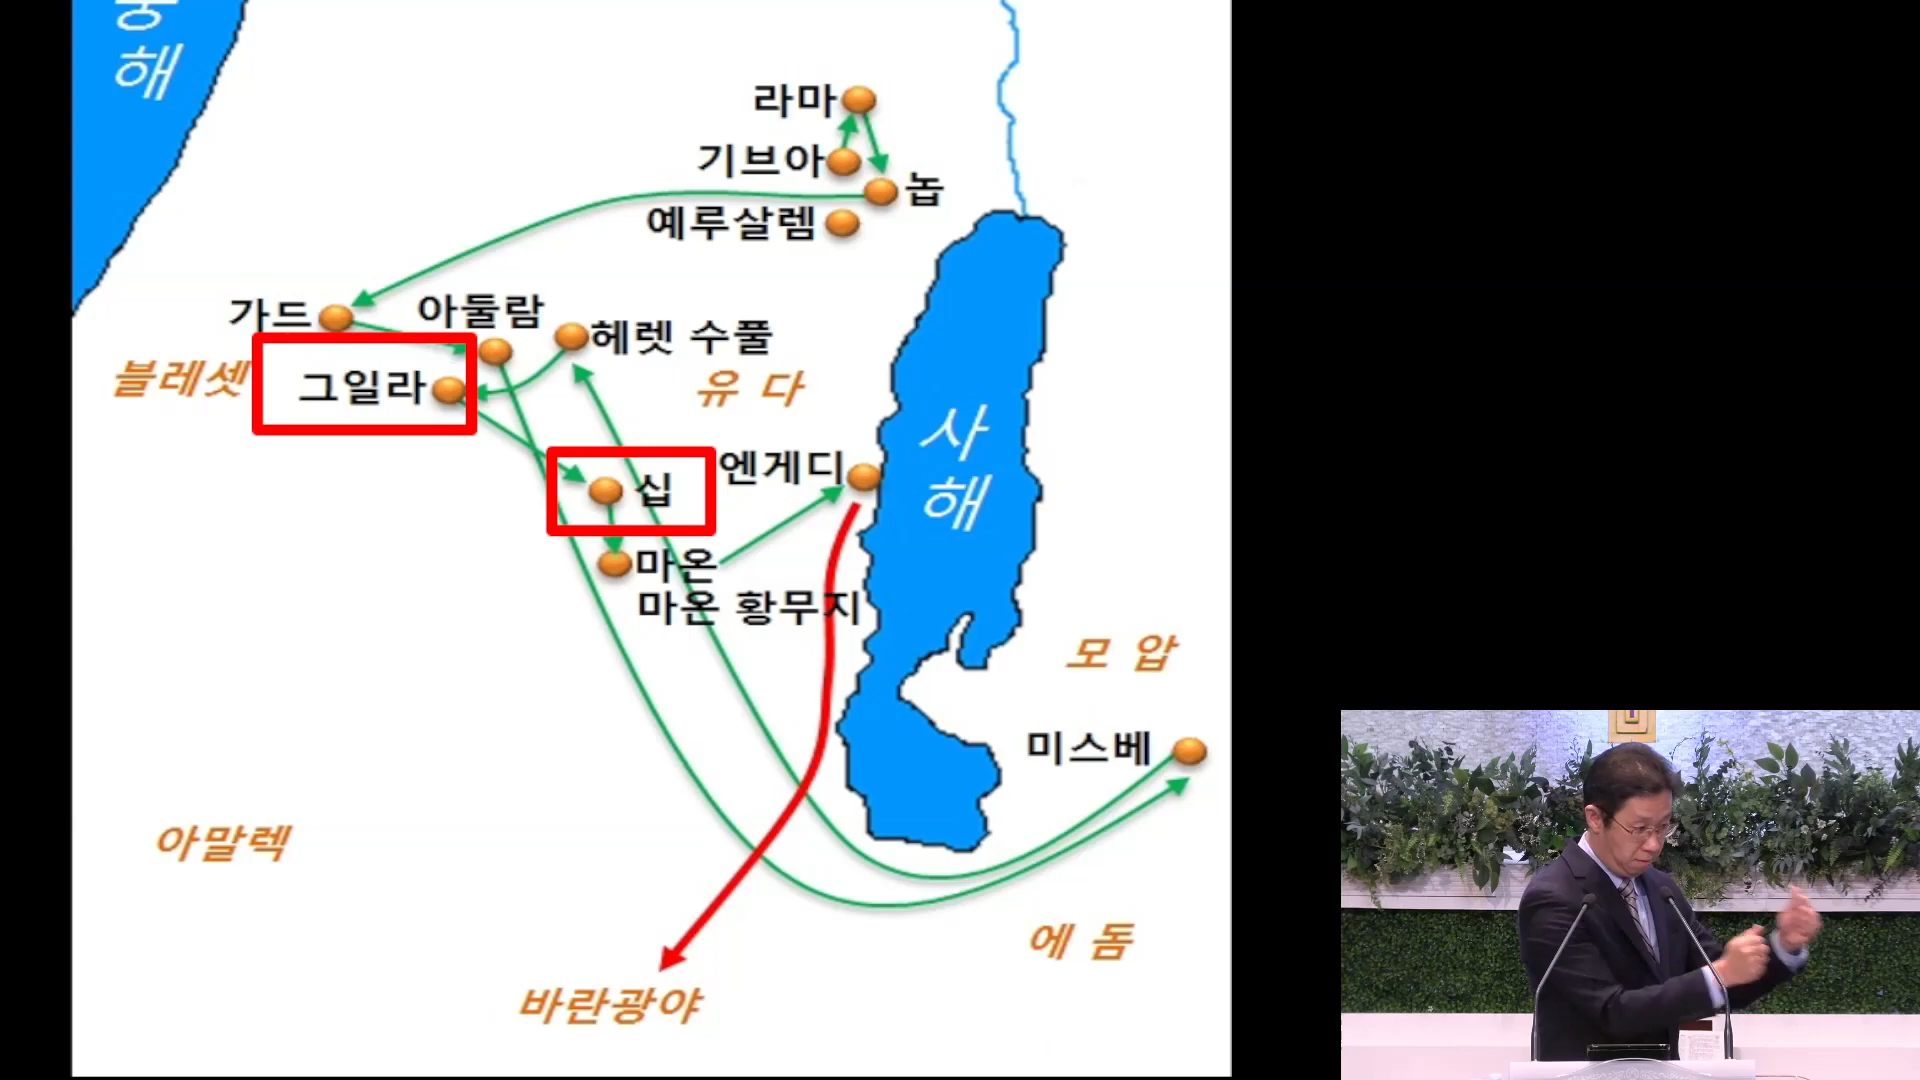 중
해
라마
기브아
놉
예루살렘
가드
아둘람
헤렛 수풀
블레셋
그일라
유 다
사
해
엔게디
십
마온
마온 황무지
모 압
미스베
아말렉
에 돔
바란광야